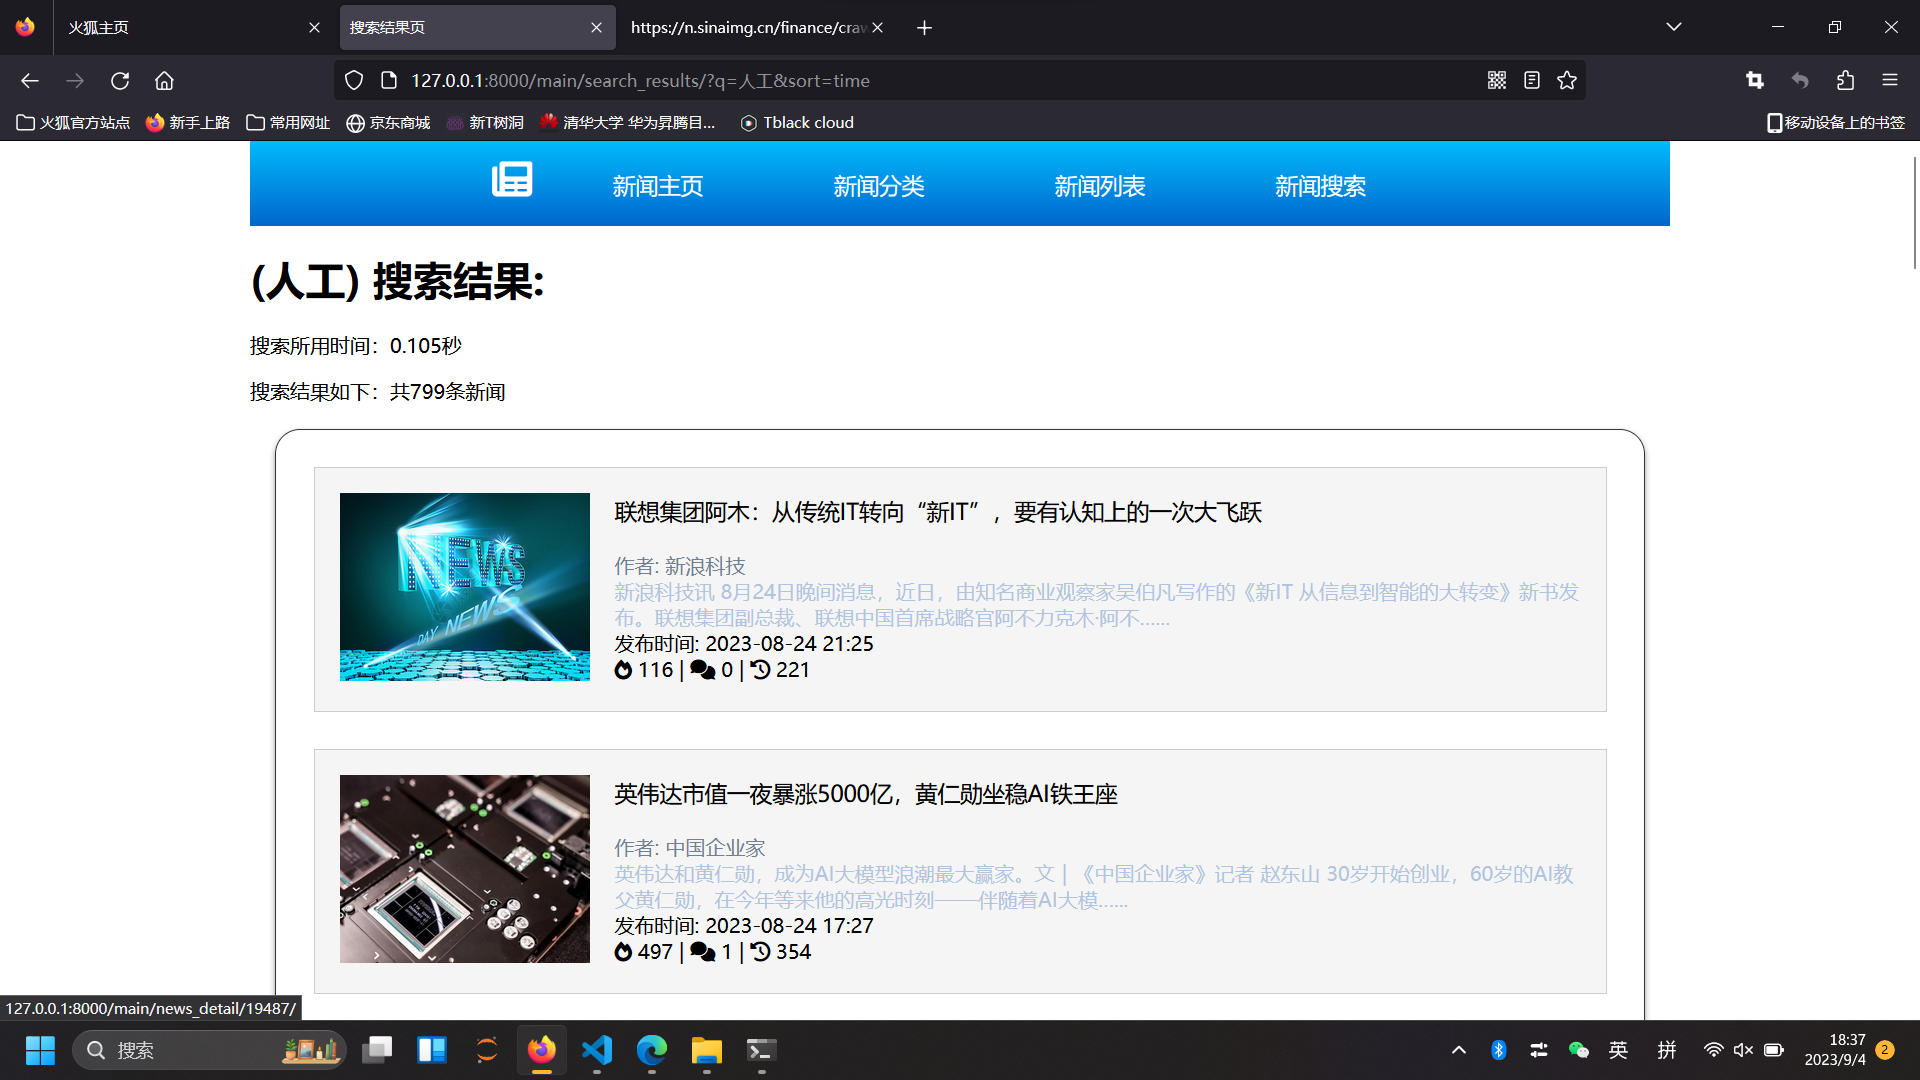 火狐主页
搜索结果页
https://n.sinaimg.cn/finance/craw
127.0.0.1:8000/main/search_results/?q=人工&sort=time
火狐官方站点 新手上路 常用网址 京东商城 新T树洞 清华大学 华为昇腾目... Tblack cloud 移动设备上的书签
新闻主页 新闻分类 新闻列表 新闻搜索
(人工) 搜索结果:
搜索所用时间：0.105秒
搜索结果如下：共799条新闻
NEWS
DAY NEWS
联想集团阿木：从传统IT转向“新IT”，要有认知上的一次大飞跃
作者: 新浪科技
新浪科技讯 8月24日晚间消息，近日，由知名商业观察家吴伯凡写作的《新IT 从信息到智能的大转变》新书发
布。联想集团副总裁、联想中国首席战略官阿不力克木·阿不......
发布时间: 2023-08-24 21:25
116 | 0 | 221
英伟达市值一夜暴涨5000亿，黄仁勋坐稳AI铁王座
作者: 中国企业家
英伟达和黄仁勋，成为AI大模型浪潮最大赢家。文 | 《中国企业家》记者 赵东山 30岁开始创业，60岁的AI教
父黄仁勋，在今年等来他的高光时刻——伴随着AI大模......
发布时间: 2023-08-24 17:27
497 | 1 | 354
127.0.0.1:8000/main/news_detail/19487/
搜索
英 拼
18:37
2023/9/4
2